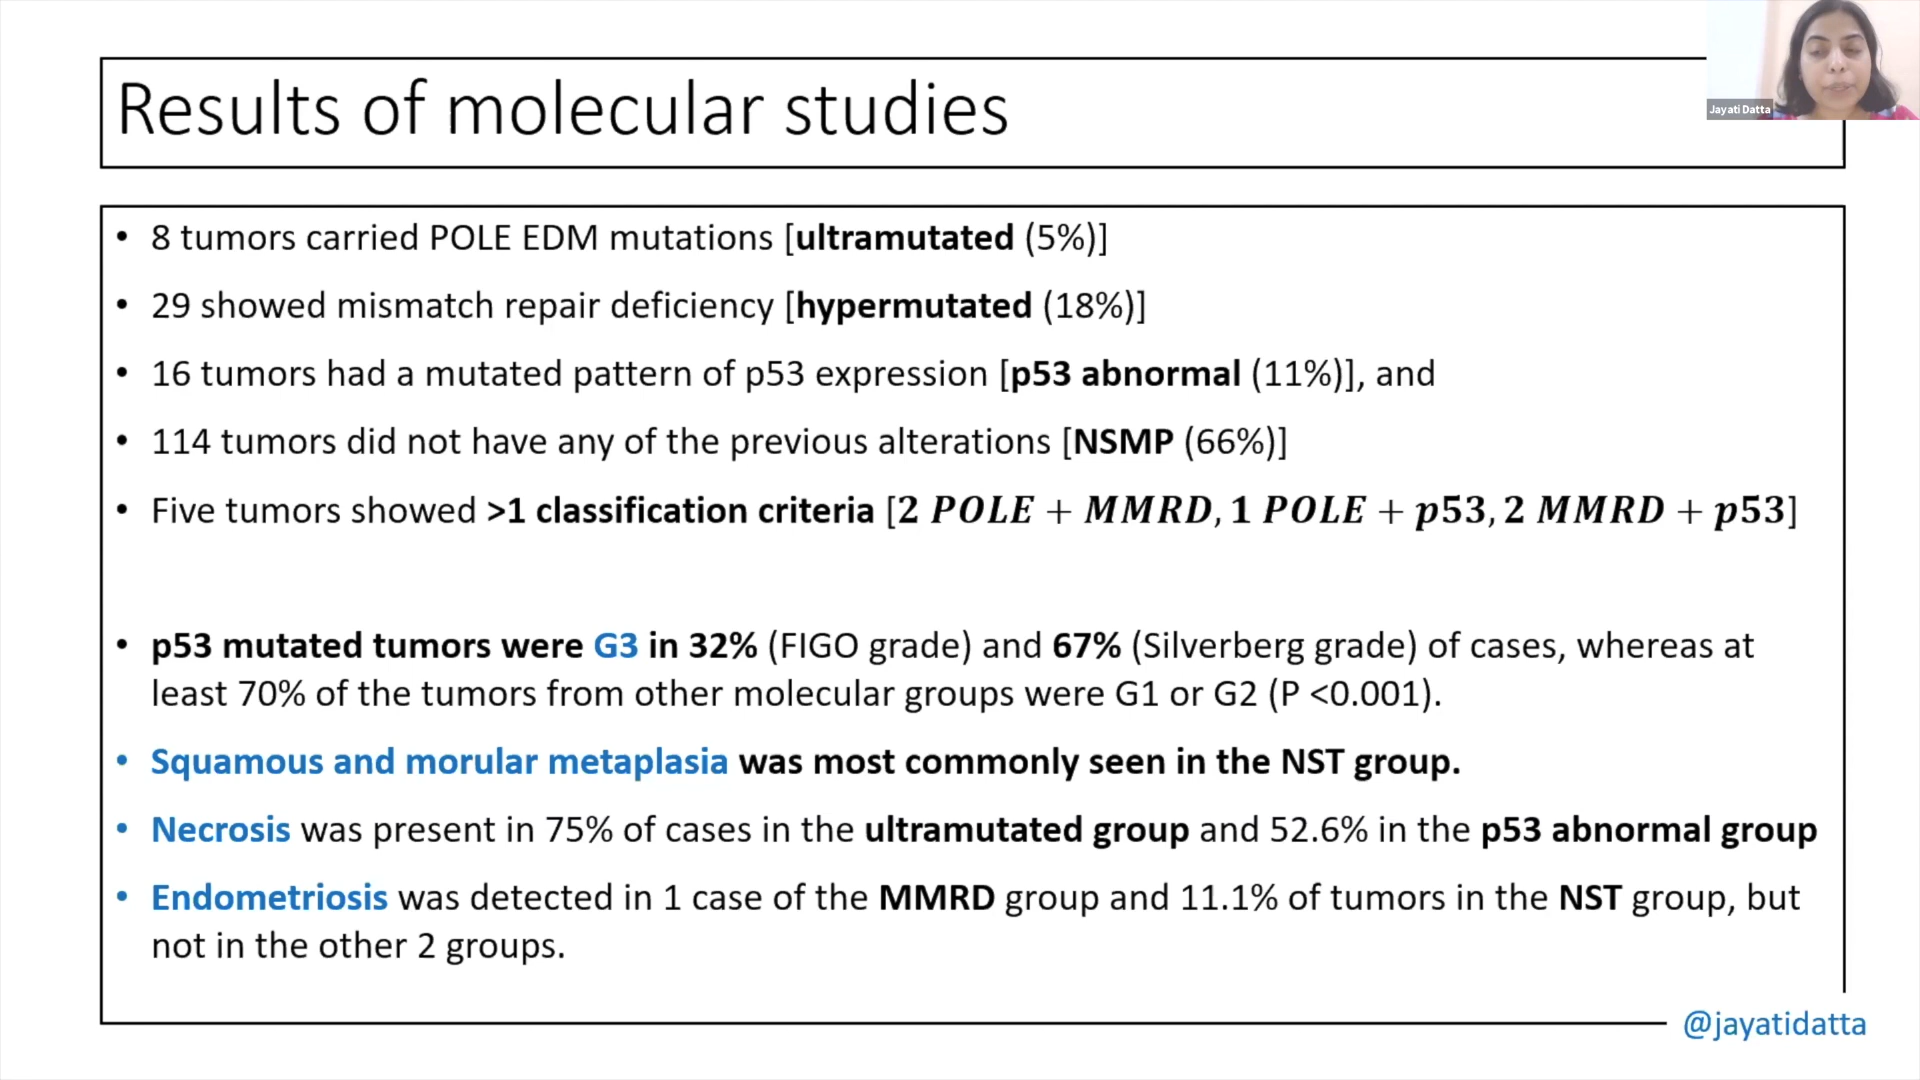 Jayati Datta
Results of molecular studies
• 8 tumors carried POLE EDM mutations [ultramutated (5%)]
• 29 showed mismatch repair deficiency [hypermutated (18%)]
• 16 tumors had a mutated pattern of p53 expression [p53 abnormal (11%)], and
• 114 tumors did not have any of the previous alterations [NSMP (66%)]
• Five tumors showed >1 classification criteria [2 POLE + MMRD, 1 POLE + p53, 2 MMRD + p53]
• p53 mutated tumors were G3 in 32% (FIGO grade) and 67% (Silverberg grade) of cases, whereas at
least 70% of the tumors from other molecular groups were G1 or G2 (P <0.001).
• Squamous and morular metaplasia was most commonly seen in the NST group.
• Necrosis was present in 75% of cases in the ultramutated group and 52.6% in the p53 abnormal group
• Endometriosis was detected in 1 case of the MMRD group and 11.1% of tumors in the NST group, but
not in the other 2 groups.
@jayatidatta